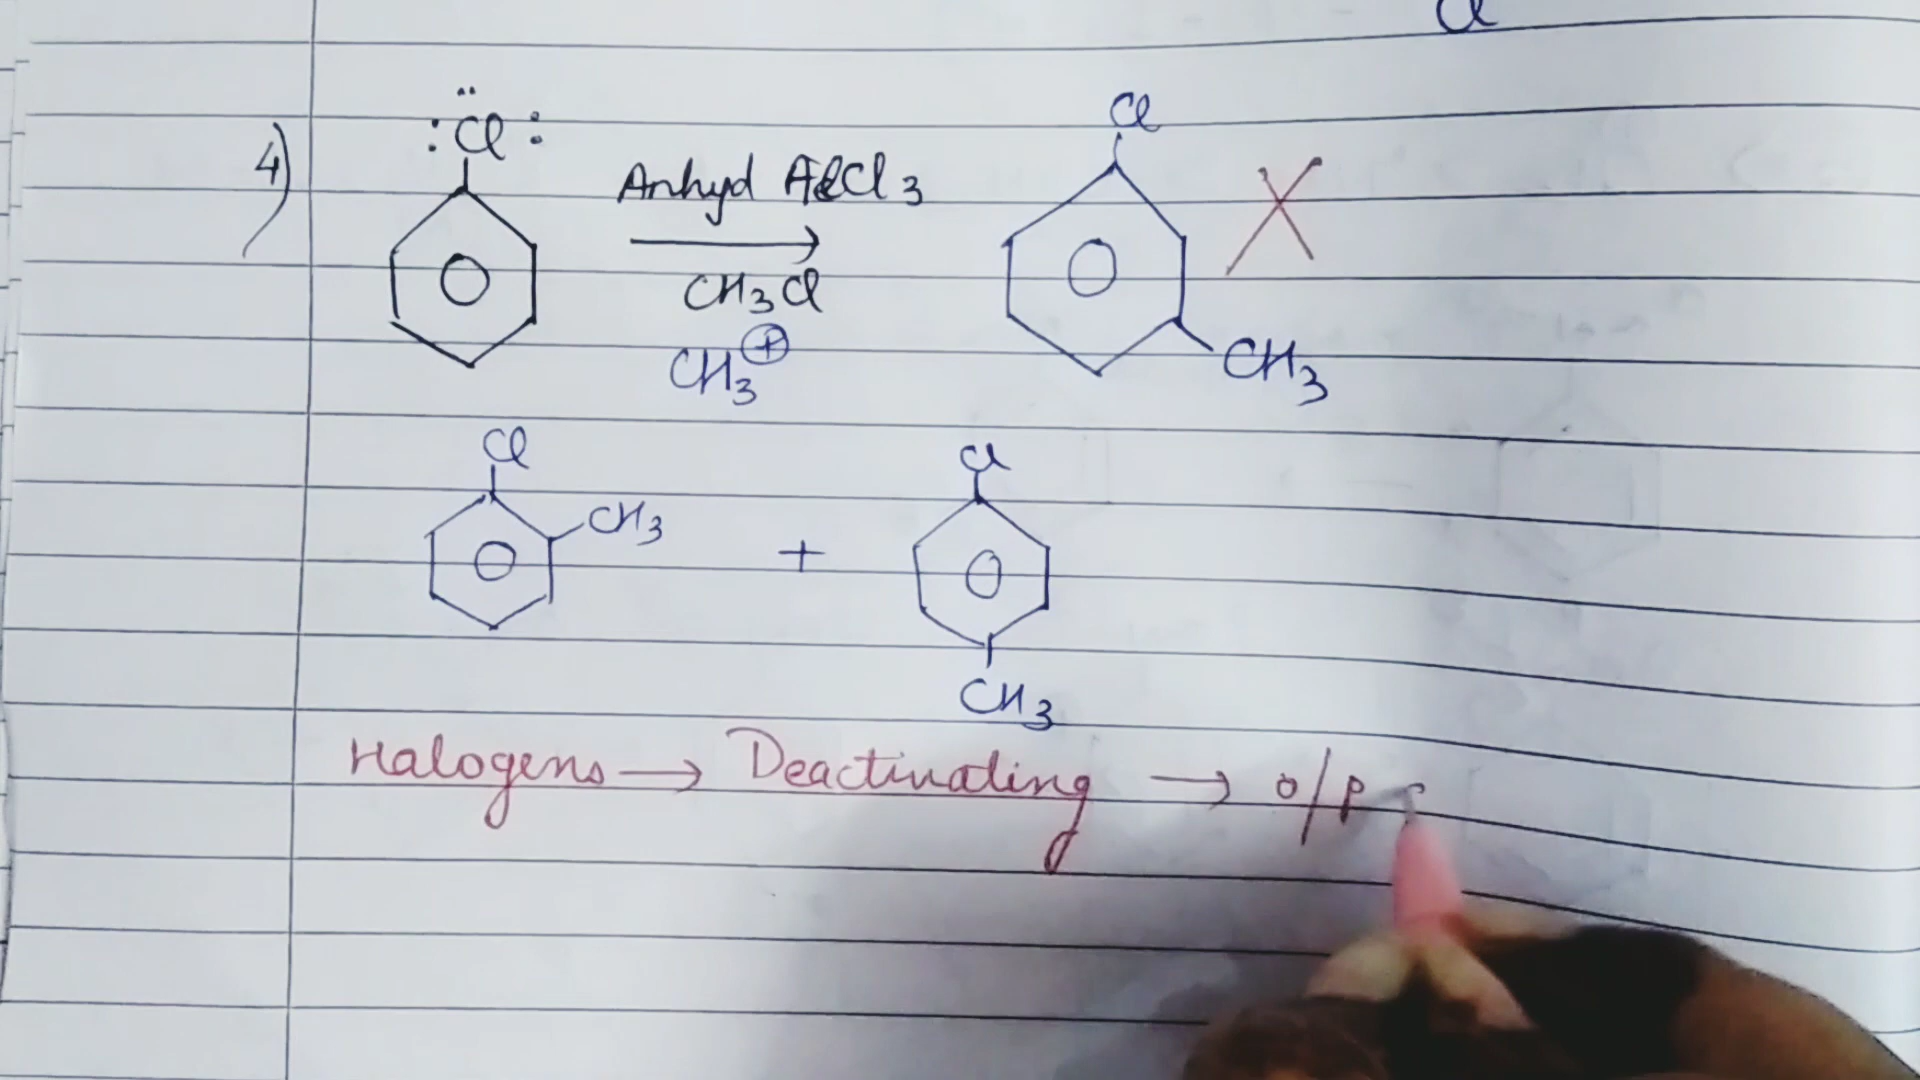 Cl
4)
:C̈l:
Anhyd AlCl3
CH3Cl
CH3⊕
Cl
X
CH3
Cl
CH3
+
Cl
CH3
Halogens → Deactivating → o/p